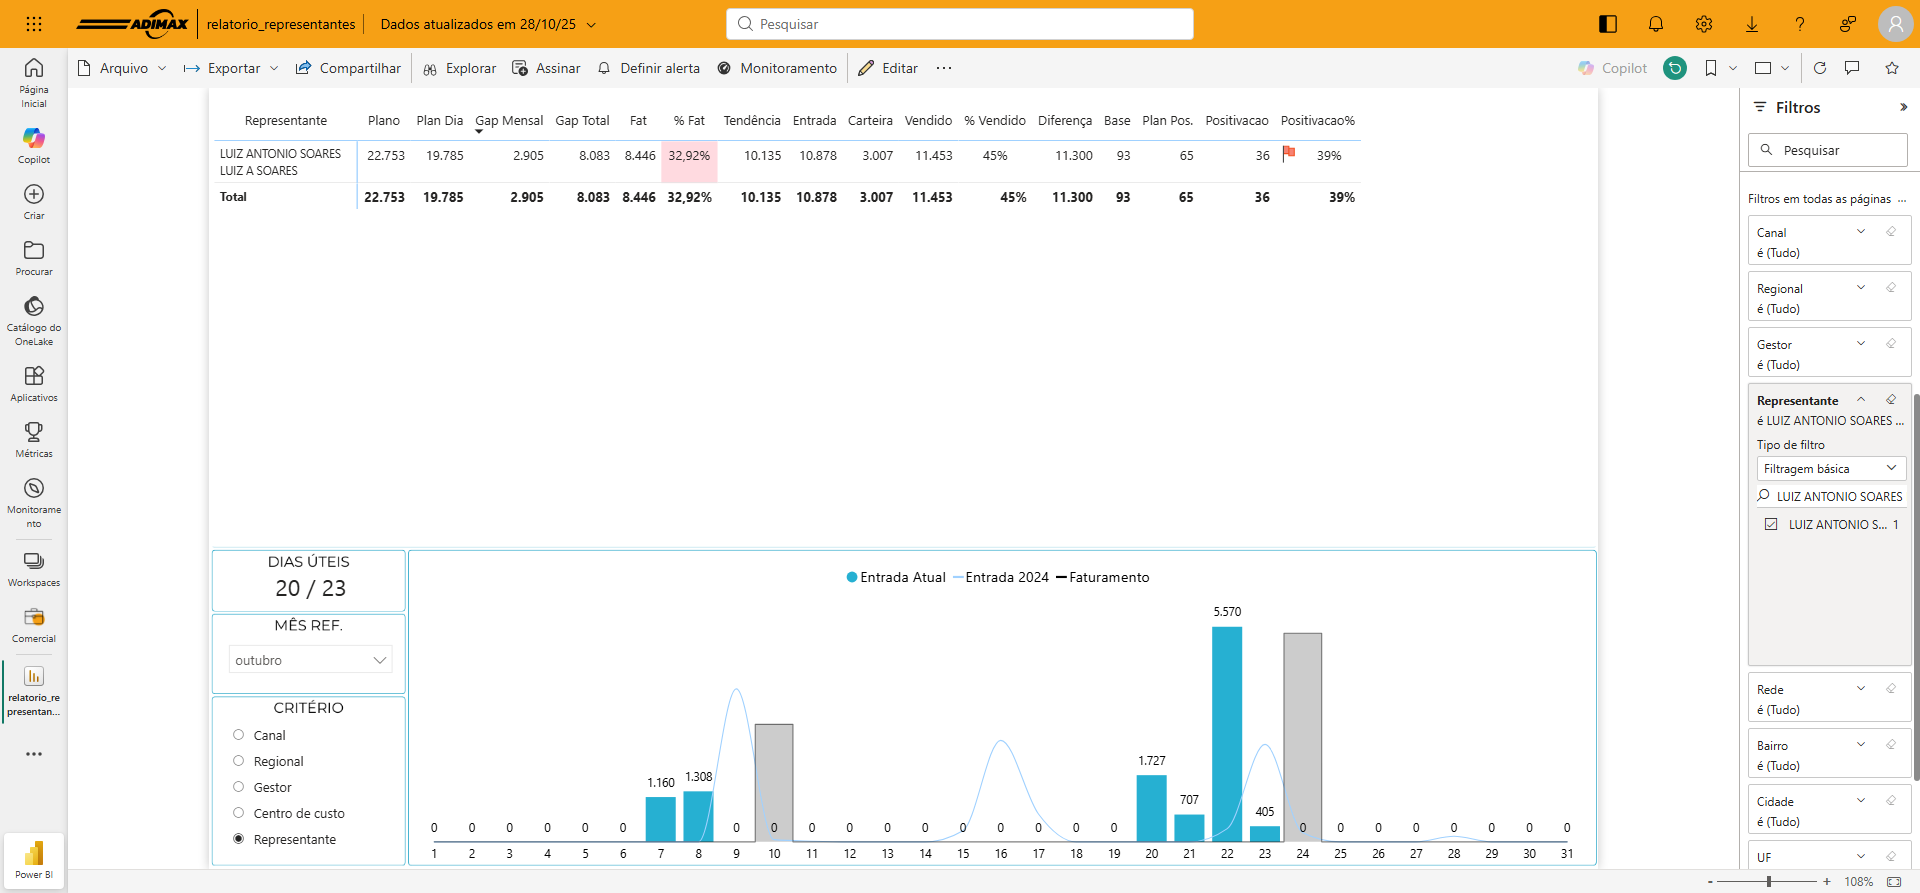 ADIMAX
relatorio_representantes
Dados atualizados em 28/10/25
Pesquisar
Arquivo
Exportar
Compartilhar
Explorar
Assinar
Definir alerta
Monitoramento
Editar
...
Copilot
Página
Inicial
Copilot
Criar
Procurar
Catálogo do
OneLake
Aplicativos
Métricas
Monitorame
nto
Workspaces
Comercial
relatorio_re
presentan...
Power BI
Representante Plano Plan Dia Gap Mensal Gap Total Fat % Fat Tendência Entrada Carteira Vendido % Vendido Diferença Base Plan Pos. Positivacao Positivacao%
LUIZ ANTONIO SOARES 22.753 19.785 2.905 8.083 8.446 32,92% 10.135 10.878 3.007 11.453 45% 11.300 93 65 36 39%
LUIZ A SOARES
Total 22.753 19.785 2.905 8.083 8.446 32,92% 10.135 10.878 3.007 11.453 45% 11.300 93 65 36 39%
DIAS ÚTEIS
20 / 23
MÊS REF.
outubro
CRITÉRIO
Canal
Regional
Gestor
Centro de custo
Representante
Entrada Atual Entrada 2024 Faturamento
5.570
1.727
1.160 1.308
707
405
0 0 0 0 0 0 0 0 0 0 0 0 0 0 0 0 0 0 0 0 0 0 0 0 0
1 2 3 4 5 6 7 8 9 10 11 12 13 14 15 16 17 18 19 20 21 22 23 24 25 26 27 28 29 30 31
Filtros
Pesquisar
Filtros em todas as páginas ...
Canal
é (Tudo)
Regional
é (Tudo)
Gestor
é (Tudo)
Representante
é LUIZ ANTONIO SOARES ...
Tipo de filtro
Filtragem básica
LUIZ ANTONIO SOARES
LUIZ ANTONIO S... 1
Rede
é (Tudo)
Bairro
é (Tudo)
Cidade
é (Tudo)
UF
- + 108%